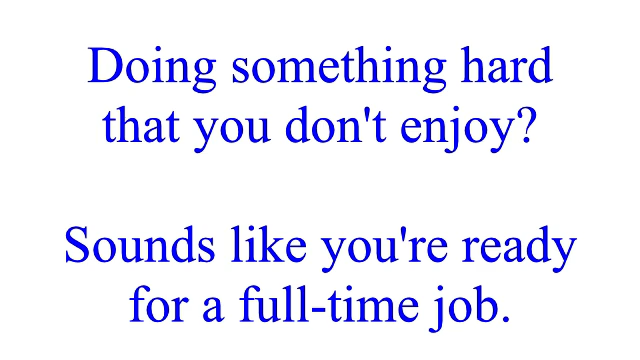 Doing something hard
that you don't enjoy?
Sounds like you're ready
for a full-time job.